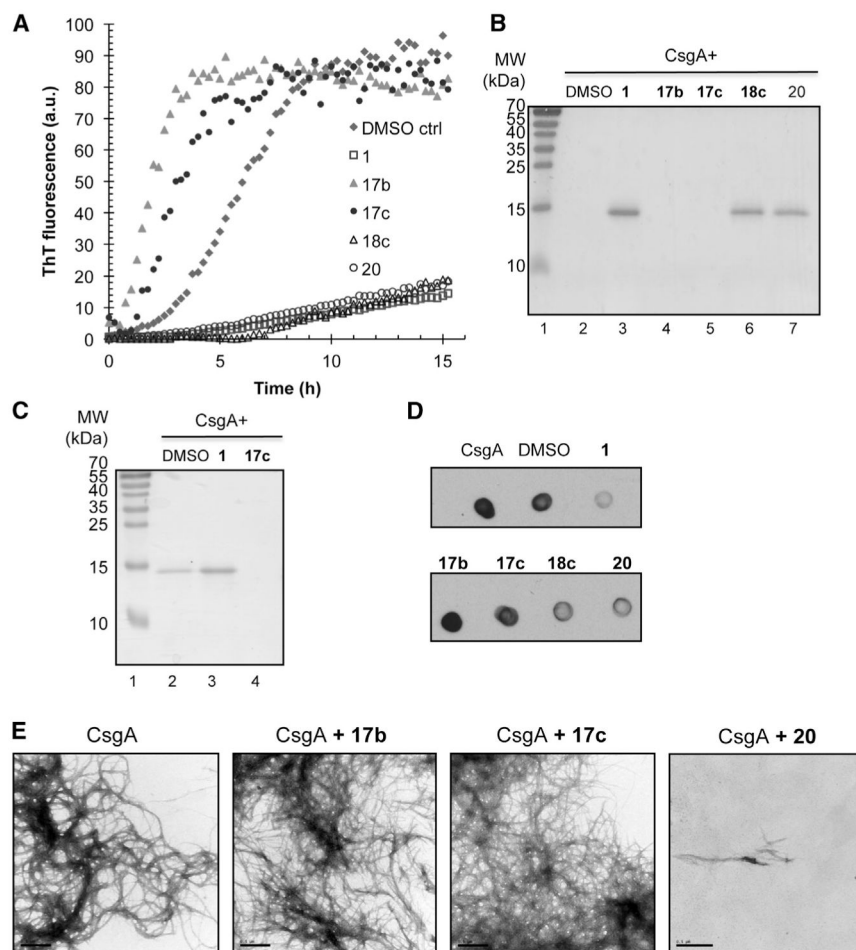 A
100
90
80
70
60
50
40
30
20
10
0
ThT fluorescence (a.u.)
0 5 10 15
Time (h)
DMSO ctrl
1
17b
17c
18c
20
B
MW
(kDa)
CsgA+
DMSO 1 17b 17c 18c 20
70
55
40
35
25
15
10
1 2 3 4 5 6 7
C
MW
(kDa)
CsgA+
DMSO 1 17c
70
55
40
35
25
15
10
1 2 3 4
D
CsgA DMSO 1
17b 17c 18c 20
E
CsgA CsgA + 17b CsgA + 17c CsgA + 20